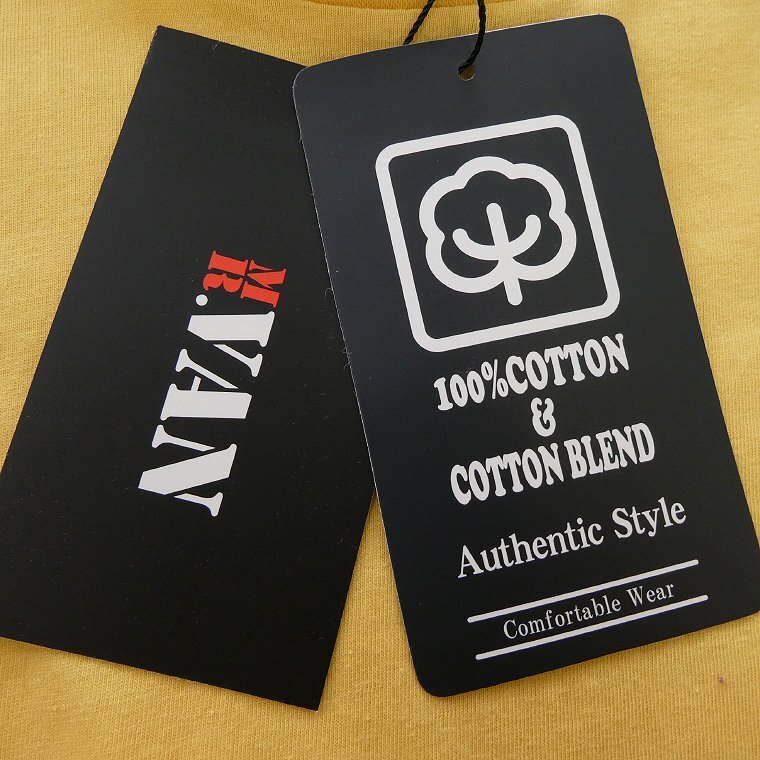 MR.VAN
100%COTTON
&
COTTON BLEND
Authentic Style
Comfortable Wear